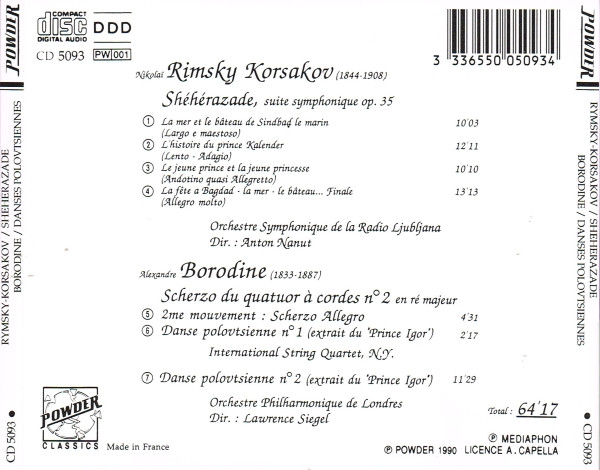 POWDER
RYMSKY-KORSAKOV / SHEHERAZADE
BORODINE / DANSES POLOVTSIENNES
CD 5093 •
COMPACT
disc
DIGITAL AUDIO
DDD
CD 5093
PW 001
3 336550 050934
Nikolaï Rimsky Korsakov (1844-1908)
Shéhérazade, suite symphonique op. 35
① La mer et le bâteau de Sindbad le marin 10'03
(Largo e maestoso)
② L'histoire du prince Kalender 12'11
(Lento - Adagio)
③ Le jeune prince et la jeune princesse 10'10
(Andotino quasi Allegretto)
④ La fête a Bagdad - la mer - le bâteau... Finale 13'13
(Allegro molto)
Orchestre Symphonique de la Radio Ljubljana
Dir. : Anton Nanut
Alexandre Borodine (1833-1887)
Scherzo du quatuor à cordes n° 2 en ré majeur
⑤ 2me mouvement : Scherzo Allegro 4'31
⑥ Danse polovtsienne n° 1 (extrait du 'Prince Igor') 2'17
International String Quartet, N.Y.
⑦ Danse polovtsienne n° 2 (extrait du 'Prince Igor') 11'29
Orchestre Philharmonique de Londres
Dir. : Lawrence Siegel
Total : 64'17
POWDER
CLASSICS
Made in France
Ⓟ MEDIAPHON
Ⓟ POWDER 1990 LICENCE A. CAPELLA
POWDER
RYMSKY-KORSAKOV / SHEHERAZADE
BORODINE / DANSES POLOVTSIENNES
CD 5093 •